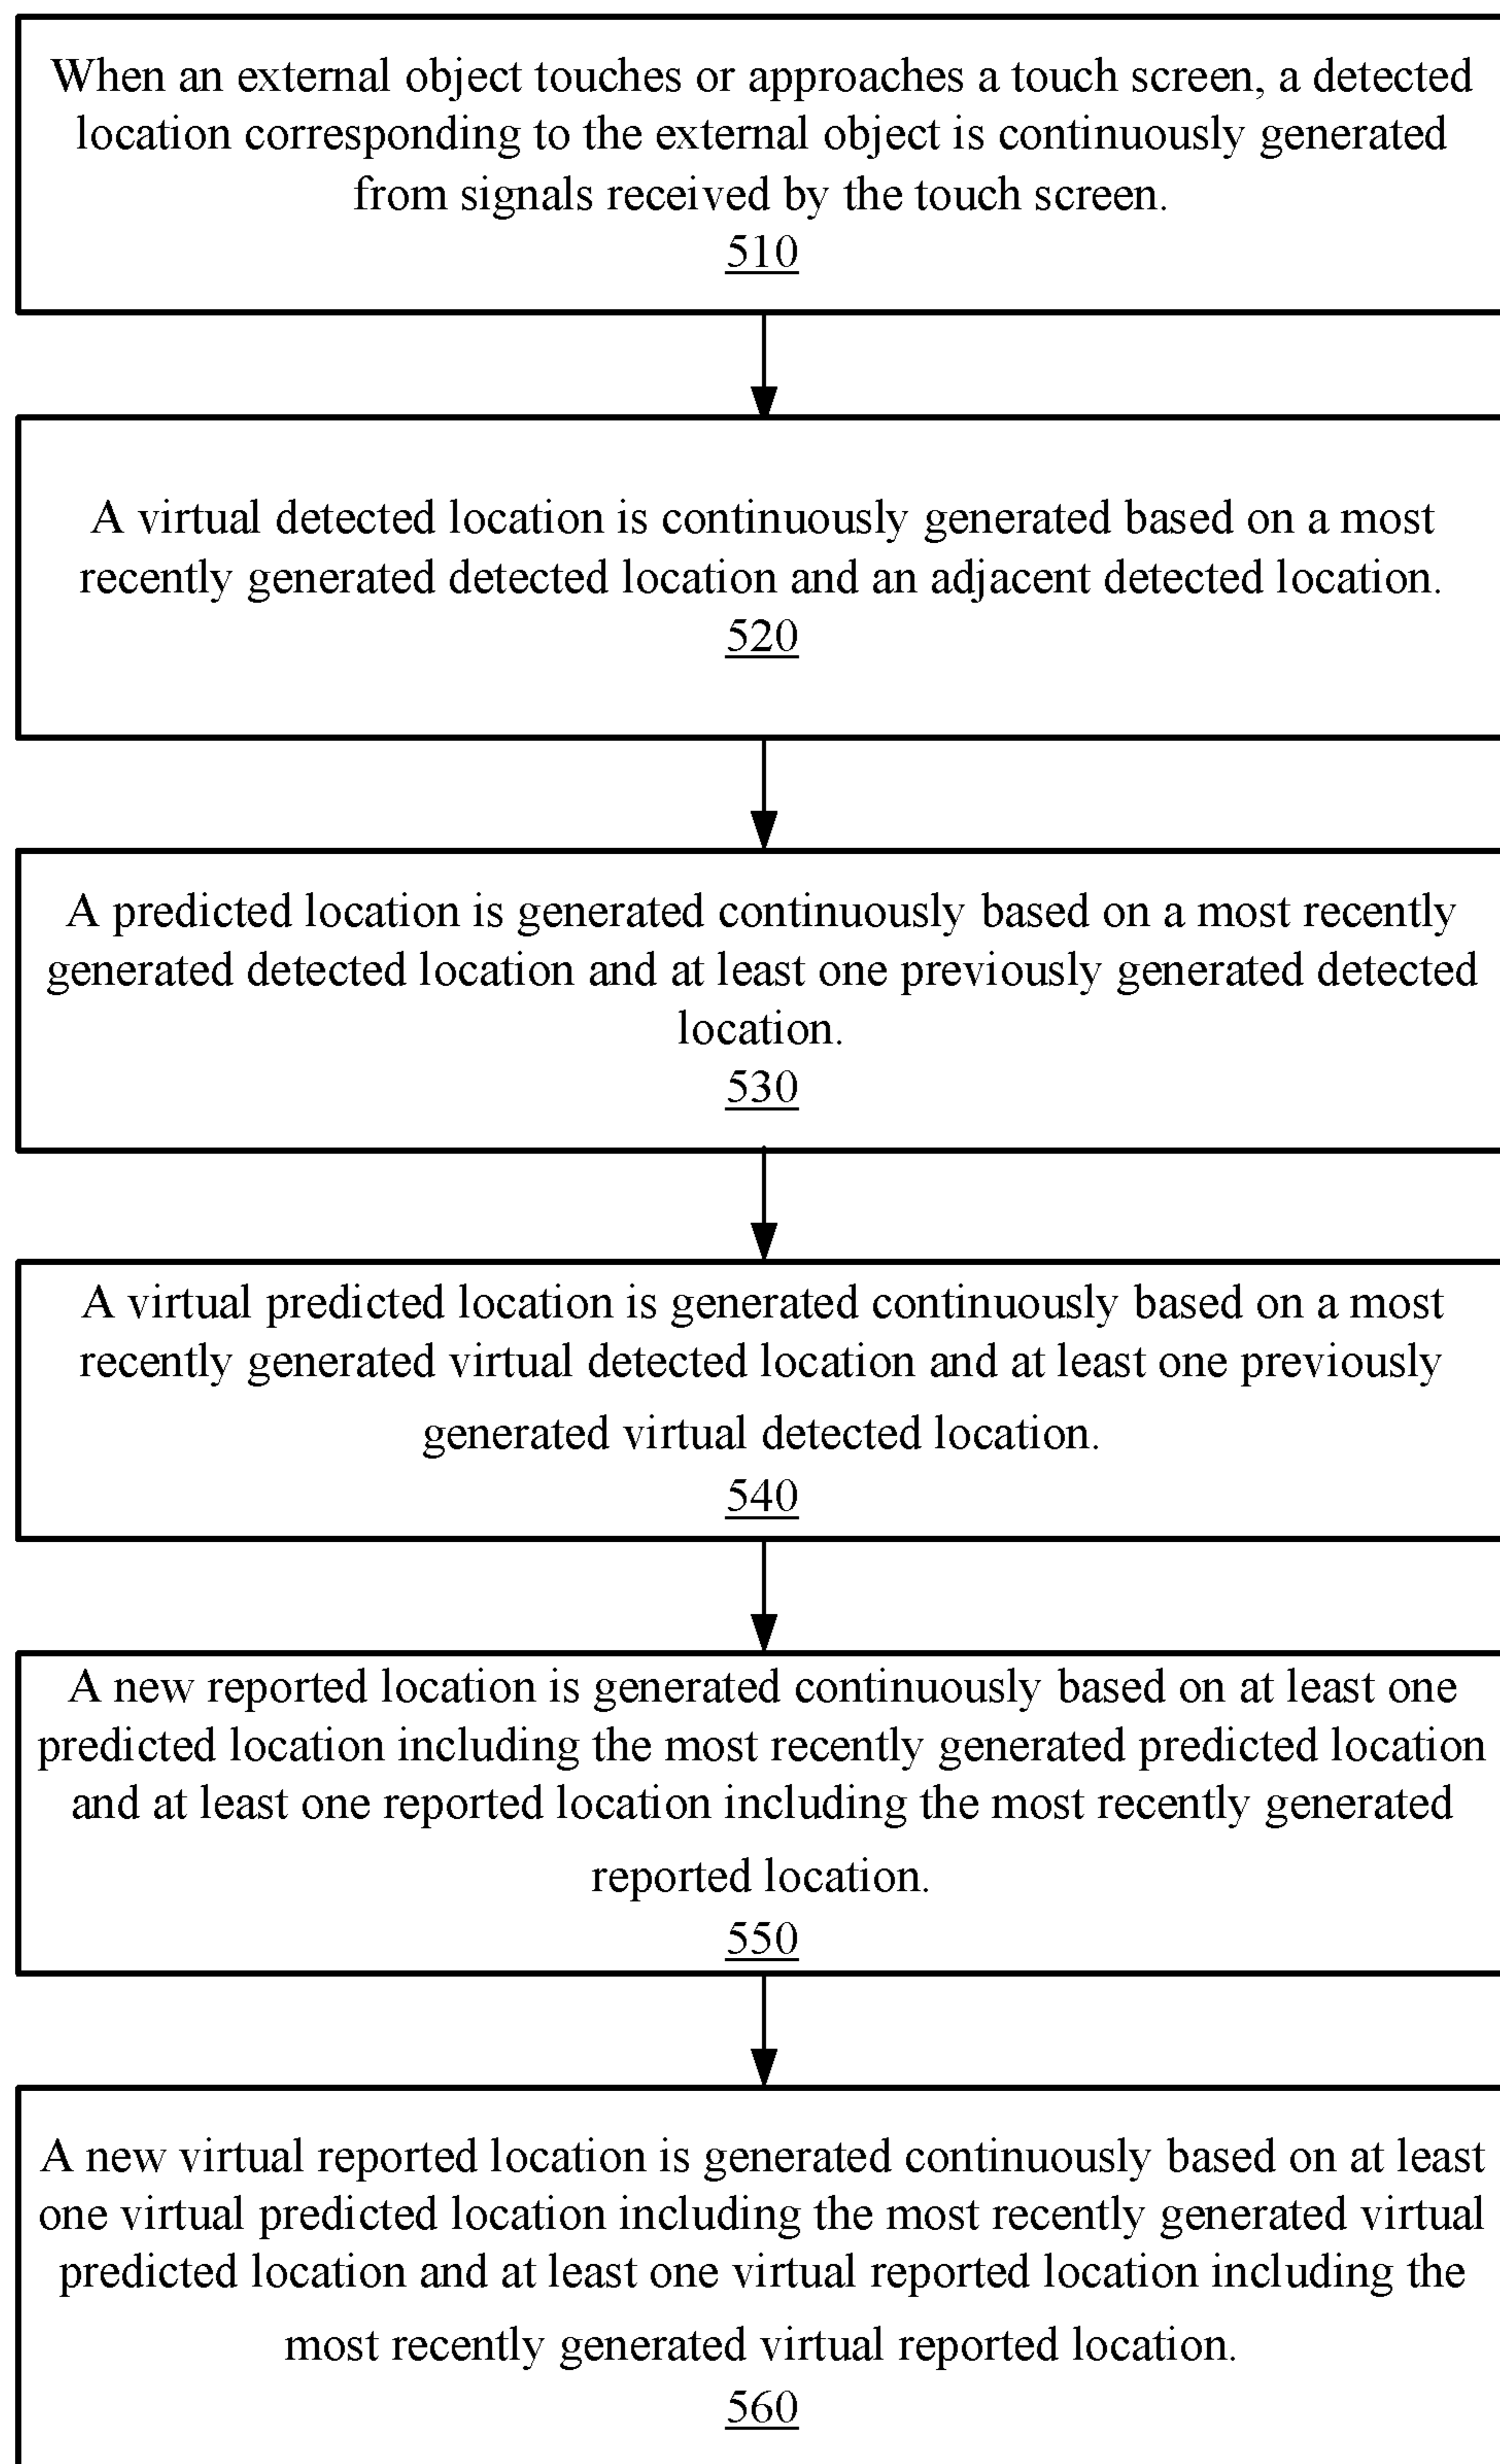 When an external object touches or approaches a touch screen, a detected
location corresponding to the external object is continuously generated
from signals received by the touch screen.
510
A virtual detected location is continuously generated based on a most
recently generated detected location and an adjacent detected location.
520
A predicted location is generated continuously based on a most recently
generated detected location and at least one previously generated detected
location.
530
A virtual predicted location is generated continuously based on a most
recently generated virtual detected location and at least one previously
generated virtual detected location.
540
A new reported location is generated continuously based on at least one
predicted location including the most recently generated predicted location
and at least one reported location including the most recently generated
reported location.
550
A new virtual reported location is generated continuously based on at least
one virtual predicted location including the most recently generated virtual
predicted location and at least one virtual reported location including the
most recently generated virtual reported location.
560